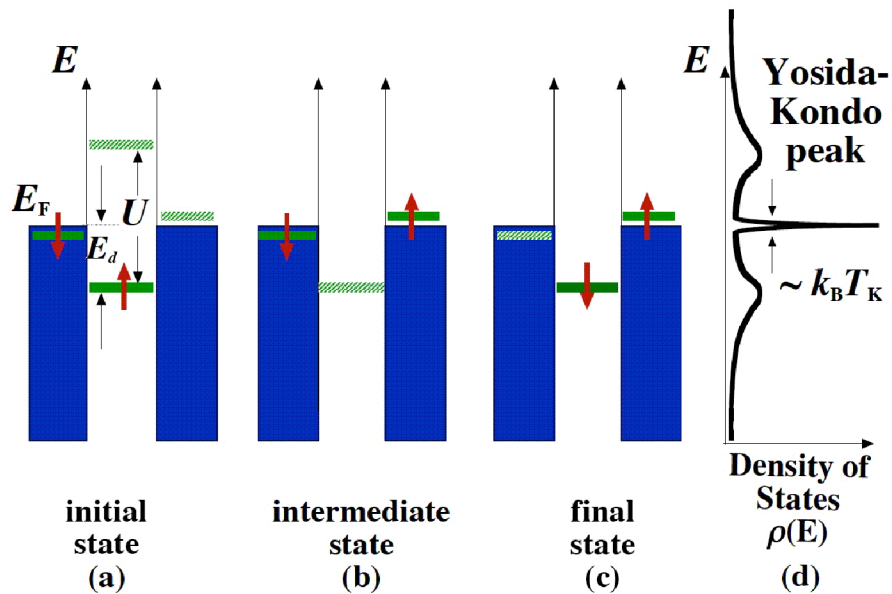 E
E_F
U
E_d
initial
state
(a)
E
intermediate
state
(b)
final
state
(c)
E
Yosida-
Kondo
peak
~ k_B T_K
Density of
States
ρ(E)
(d)